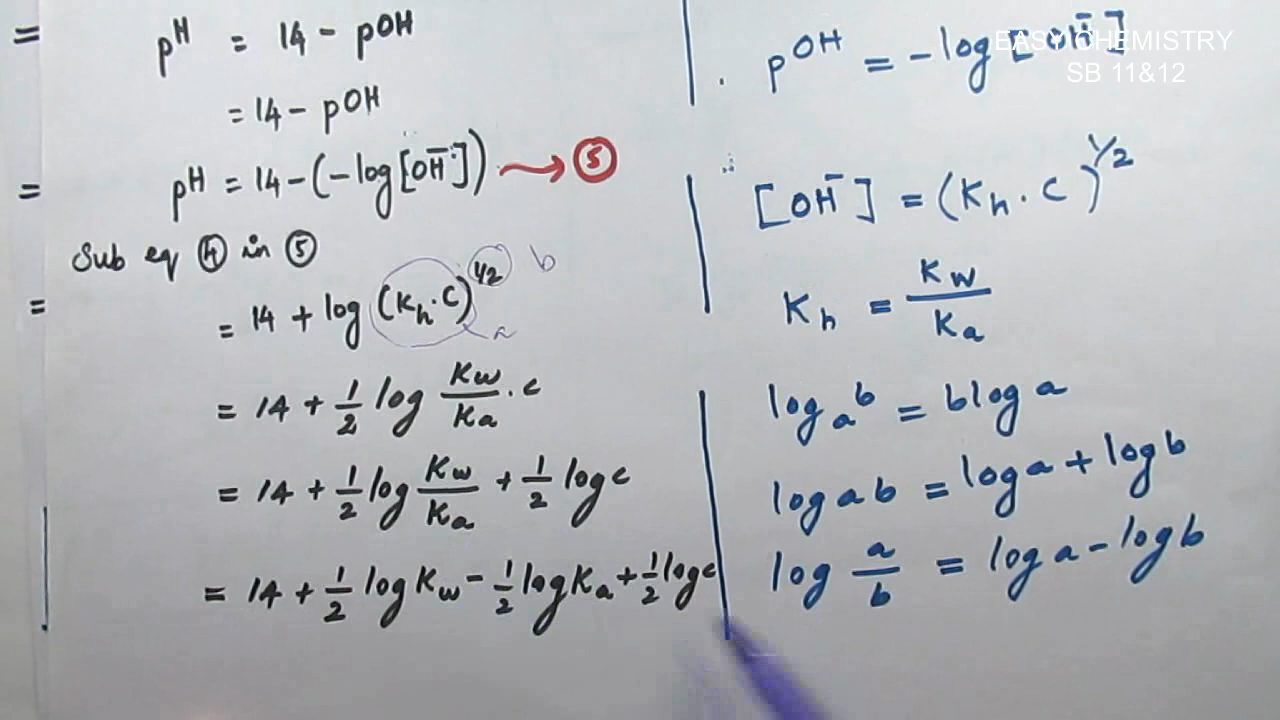 = pH = 14 - pOH
= 14 - pOH
= pH = 14 - (-log [OH⁻]) → ⑤
Sub eq ④ in ⑤
= = 14 + log (Kh . C)^1/2 b
a
= 14 + 1/2 log Kw/Ka . c
= 14 + 1/2 log Kw/Ka + 1/2 log c
= 14 + 1/2 log Kw - 1/2 log Ka + 1/2 log c
. pOH = -log [OH⁻]
EASY CHEMISTRY
SB 11&12
[OH⁻] = (Kh . C)^1/2
Kh = Kw/Ka
log a^b = b log a
log ab = log a + log b
log a/b = log a - log b